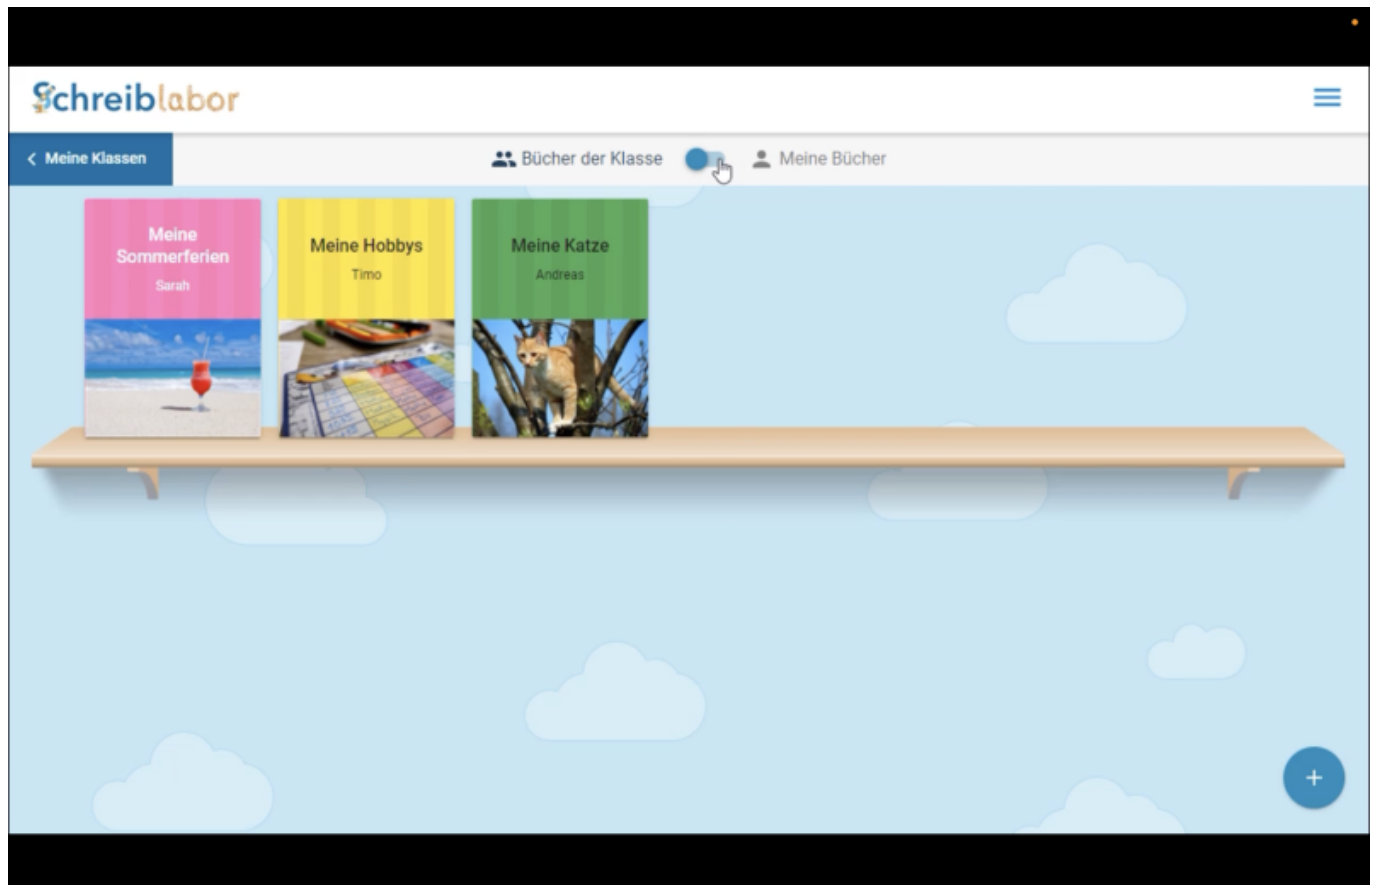 Schreiblabor
Meine Klassen
Bücher der Klasse
Meine Bücher
Meine
Sommerferien
Sarah
Meine Hobbys
Timo
Meine Katze
Andreas